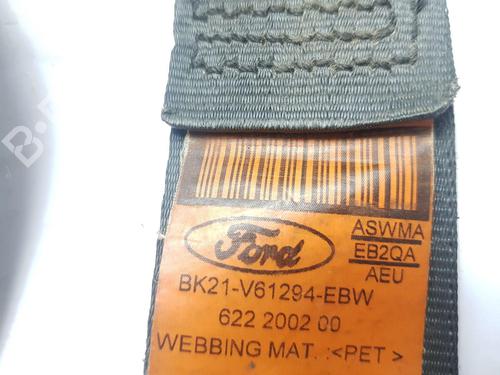 Ford
ASWMA
EB2QA
AEU
BK21-V61294-EBW
622 2002 00
WEBBING MAT. :<PET>